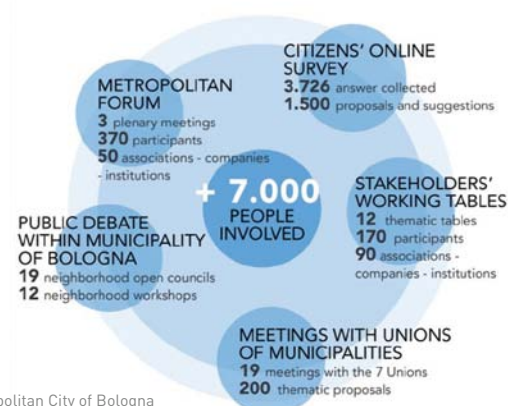 CITIZENS' ONLINE
SURVEY
3.726 answer collected
1.500 proposals and suggestions
METROPOLITAN
FORUM
3 plenary meetings
370 participants
50 associations - companies
- institutions
+ 7.000
PEOPLE
INVOLVED
STAKEHOLDERS'
WORKING TABLES
12 thematic tables
170 participants
90 associations -
companies - institutions
PUBLIC DEBATE
WITHIN MUNICIPALITY
OF BOLOGNA
19 neighborhood open councils
12 neighborhood workshops
MEETINGS WITH UNIONS
OF MUNICIPALITIES
19 meetings with the 7 Unions
200 thematic proposals
politan City of Bologna